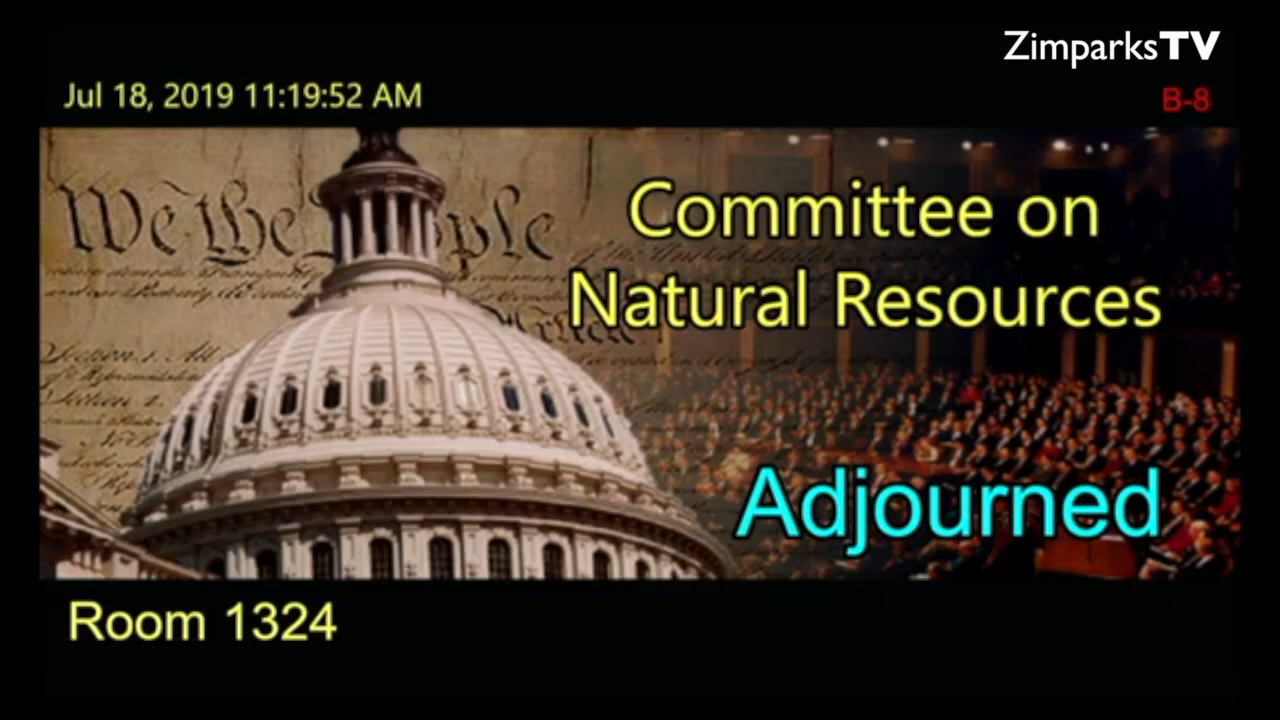 ZimparksTV
Jul 18, 2019 11:19:52 AM
B-8
We the People
Committee on
Natural Resources
Article
Adjourned
Room 1324